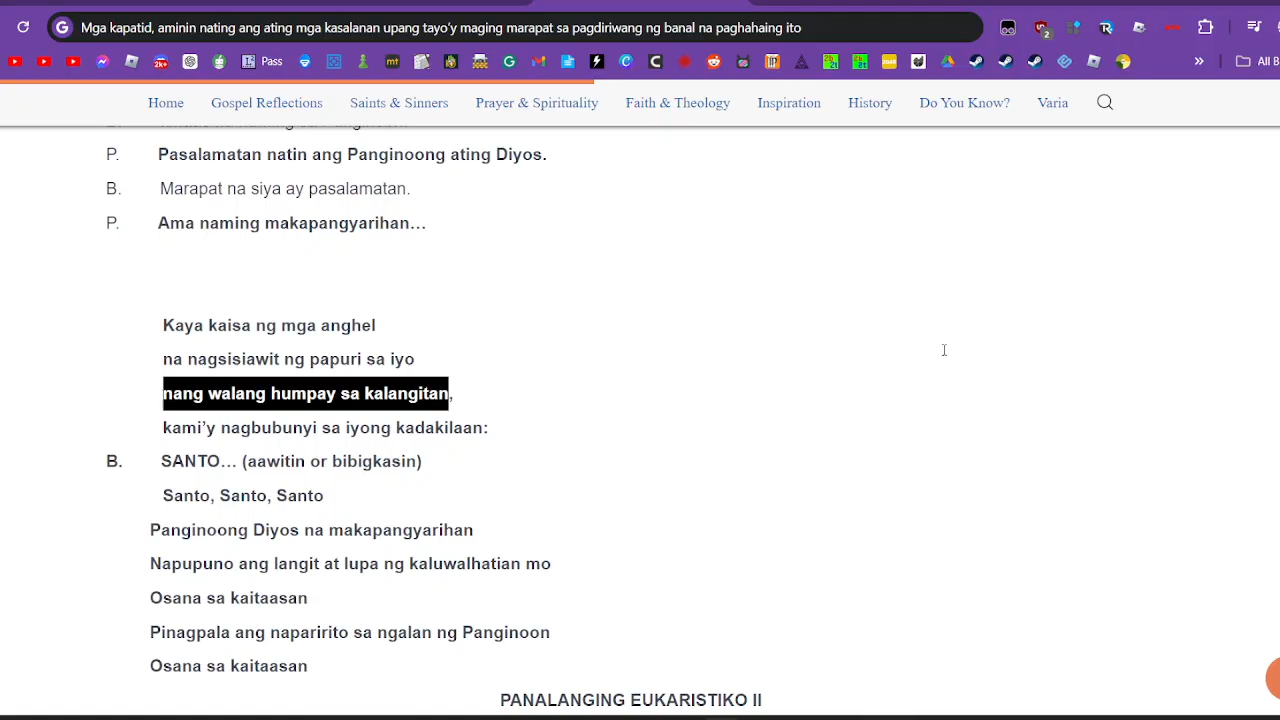 Mga kapatid, aminin nating ang ating mga kasalanan upang tayo'y maging marapat sa pagdiriwang ng banal na paghahaing ito
Pass
All B
Home Gospel Reflections Saints & Sinners Prayer & Spirituality Faith & Theology Inspiration History Do You Know? Varia
P. Pasalamatan natin ang Panginoong ating Diyos.
B. Marapat na siya ay pasalamatan.
P. Ama naming makapangyarihan…
Kaya kaisa ng mga anghel
na nagsisiawit ng papuri sa iyo
nang walang humpay sa kalangitan,
kami'y nagbubunyi sa iyong kadakilaan:
B. SANTO… (aawitin or bibigkasin)
Santo, Santo, Santo
Panginoong Diyos na makapangyarihan
Napupuno ang langit at lupa ng kaluwalhatian mo
Osana sa kaitaasan
Pinagpala ang naparirito sa ngalan ng Panginoon
Osana sa kaitaasan
PANALANGING EUKARISTIKO II